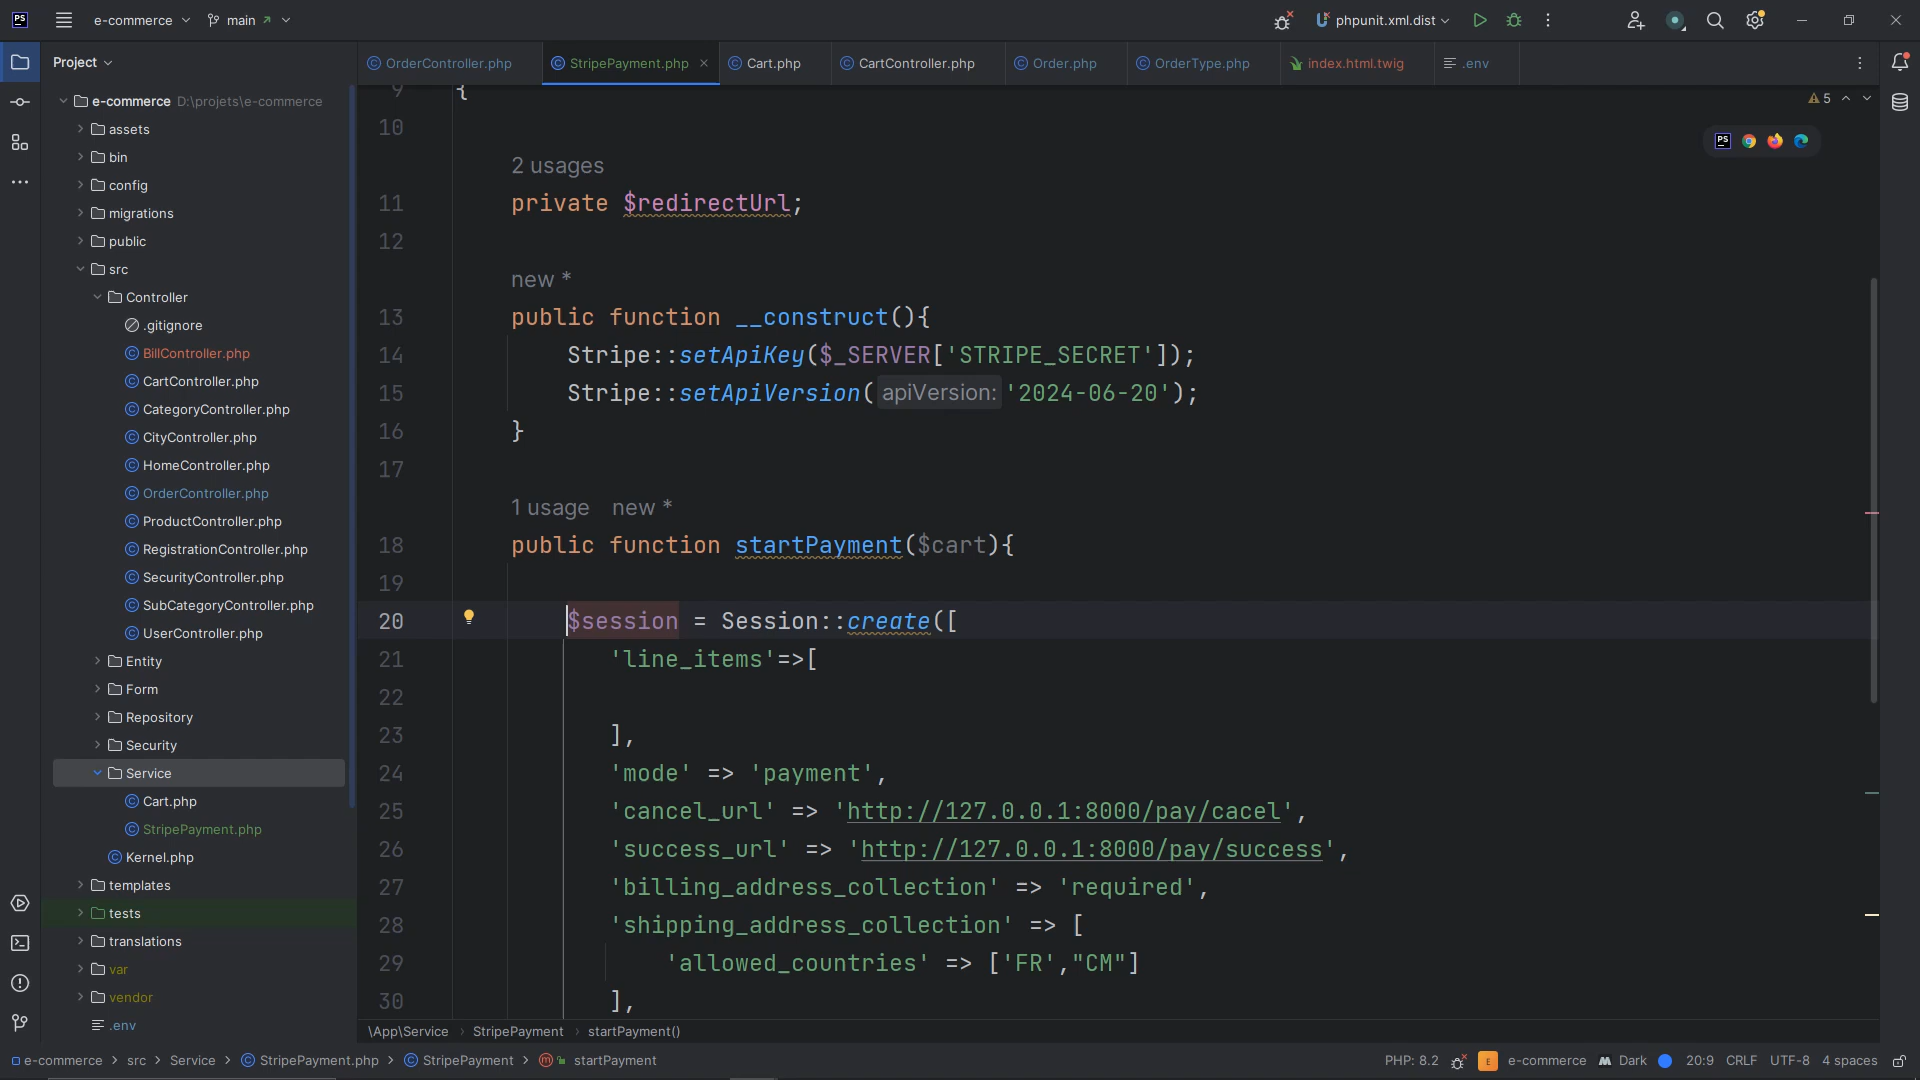 PS e-commerce main phpunit.xml.dist
Project
OrderController.php StripePayment.php Cart.php CartController.php Order.php OrderType.php index.html.twig .env
e-commerce D:\projets\e-commerce
assets
bin
config
migrations
public
src
Controller
.gitignore
BillController.php
CartController.php
CategoryController.php
CityController.php
HomeController.php
OrderController.php
ProductController.php
RegistrationController.php
SecurityController.php
SubCategoryController.php
UserController.php
Entity
Form
Repository
Security
Service
Cart.php
StripePayment.php
Kernel.php
templates
tests
translations
var
vendor
.env
5
PS
9 {
10
2 usages
11 private $redirectUrl;
12
new *
13 public function __construct(){
14 Stripe::setApiKey($_SERVER['STRIPE_SECRET']);
15 Stripe::setApiVersion( apiVersion: '2024-06-20');
16 }
17
1 usage new *
18 public function startPayment($cart){
19
20 $session = Session::create([
21 'line_items'=>[
22
23 ],
24 'mode' => 'payment',
25 'cancel_url' => 'http://127.0.0.1:8000/pay/cacel',
26 'success_url' => 'http://127.0.0.1:8000/pay/success',
27 'billing_address_collection' => 'required',
28 'shipping_address_collection' => [
29 'allowed_countries' => ['FR',"CM"]
30 ],
\App\Service › StripePayment › startPayment()
e-commerce > src > Service > StripePayment.php > StripePayment > startPayment
PHP: 8.2 E e-commerce Dark 20:9 CRLF UTF-8 4 spaces